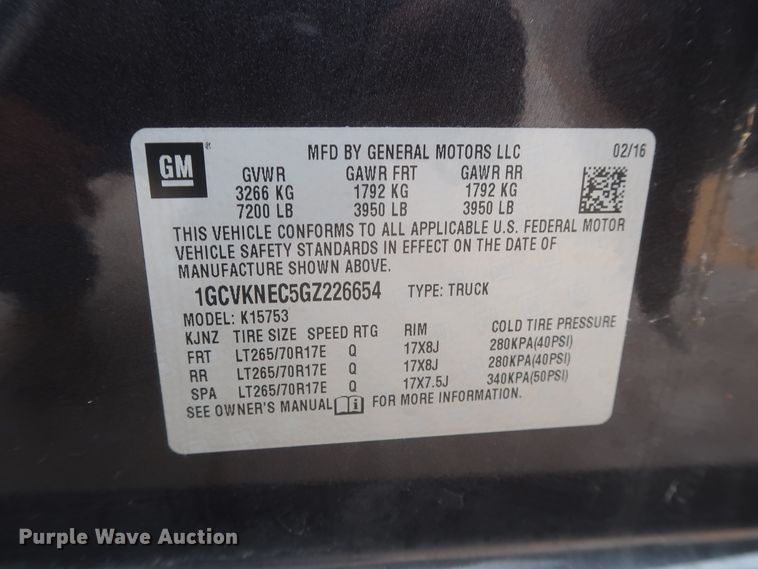 GM®
MFD BY GENERAL MOTORS LLC 02/16
GVWR GAWR FRT GAWR RR
3266 KG 1792 KG 1792 KG
7200 LB 3950 LB 3950 LB
THIS VEHICLE CONFORMS TO ALL APPLICABLE U.S. FEDERAL MOTOR
VEHICLE SAFETY STANDARDS IN EFFECT ON THE DATE OF
MANUFACTURE SHOWN ABOVE.
1GCVKNEC5GZ226654 TYPE: TRUCK
MODEL: K15753
KJNZ TIRE SIZE SPEED RTG RIM COLD TIRE PRESSURE
FRT LT265/70R17E Q 17X8J 280KPA(40PSI)
RR LT265/70R17E Q 17X8J 280KPA(40PSI)
SPA LT265/70R17E Q 17X7.5J 340KPA(50PSI)
SEE OWNER'S MANUAL FOR MORE INFORMATION.
Purple Wave Auction